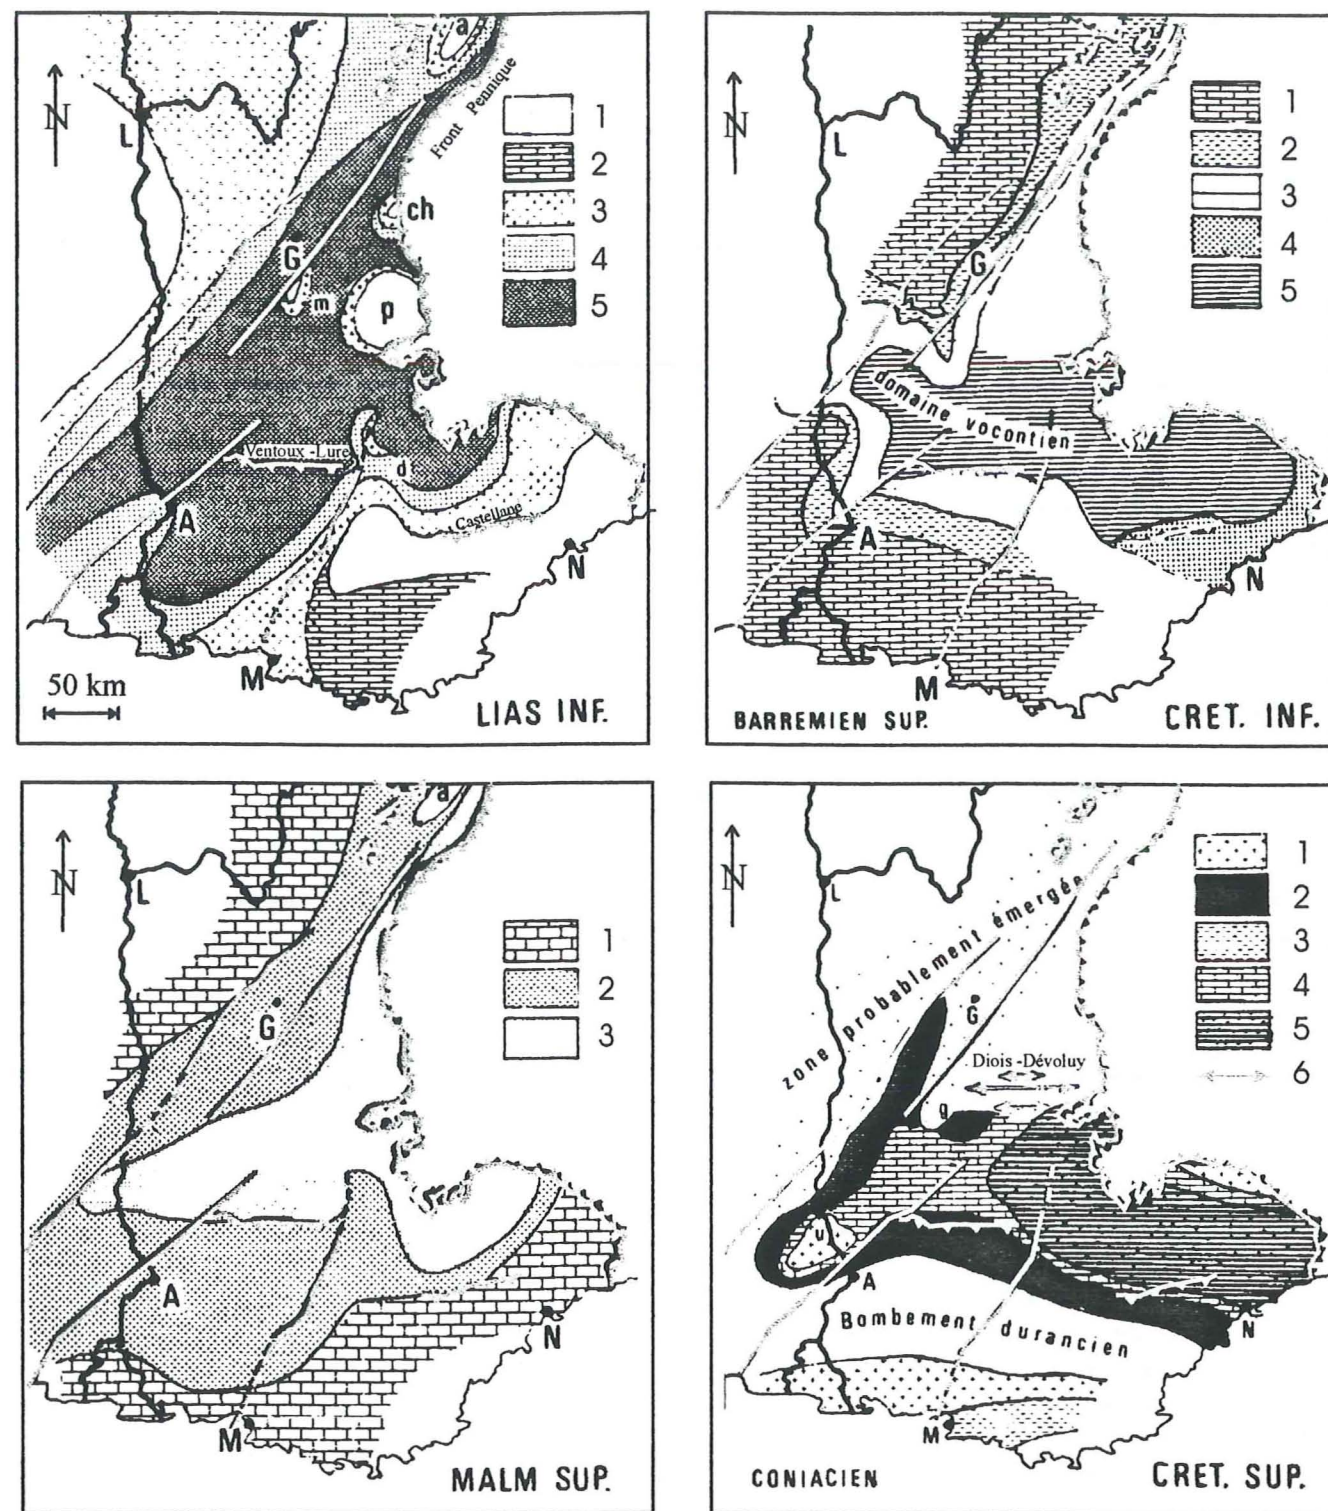 a
N
Front Pennique
1
2
3
4
5
L
ch
G
m
p
Ventoux -Lure
d
A
Castellane
N
M
50 km
LIAS INF.
N
1
2
3
4
5
L
G
domaine vocontien
A
N
M
BARREMIEN SUP.
CRET. INF.
a
N
L
1
2
3
G
A
N
M
MALM SUP.
N
L
1
2
3
4
5
6
zone probablement émergée
G
Diois -Dévoluy
g
u
A
N
Bombement durancien
M
CONIACIEN
CRET. SUP.